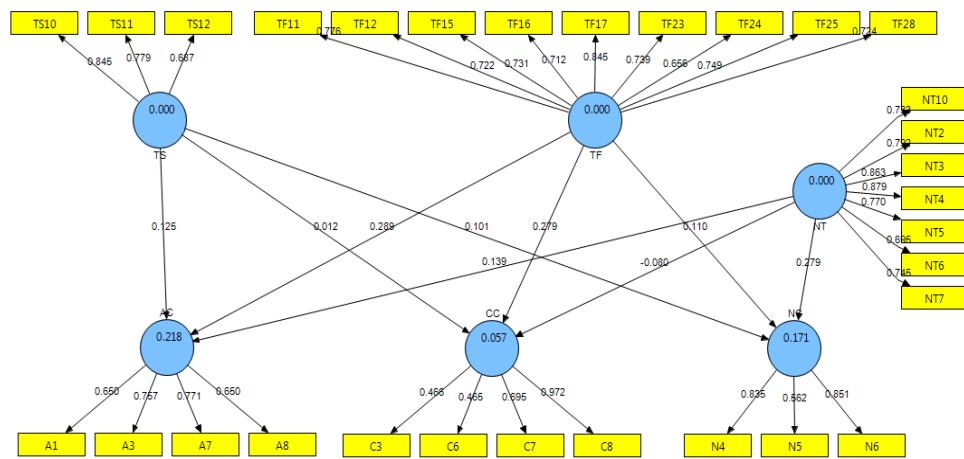 TS10 TS11 TS12 TF11 TF12 TF15 TF16 TF17 TF23 TF24 TF25 TF28
0.845 0.779 0.687 0.776 0.722 0.731 0.712 0.845 0.739 0.656 0.749 0.724
0.000 0.000
TS TF
NT10
NT2
0.863 NT3
0.879 NT4
0.770 NT5
NT6
0.745 NT7
0.000
NT
0.125 0.012 0.289 0.101 0.279 0.110
0.139 -0.080 0.279
AC CC NC
0.218 0.057 0.171
0.650 0.757 0.771 0.650 0.466 0.465 0.695 0.972 0.835 0.562 0.851
A1 A3 A7 A8 C3 C6 C7 C8 N4 N5 N6